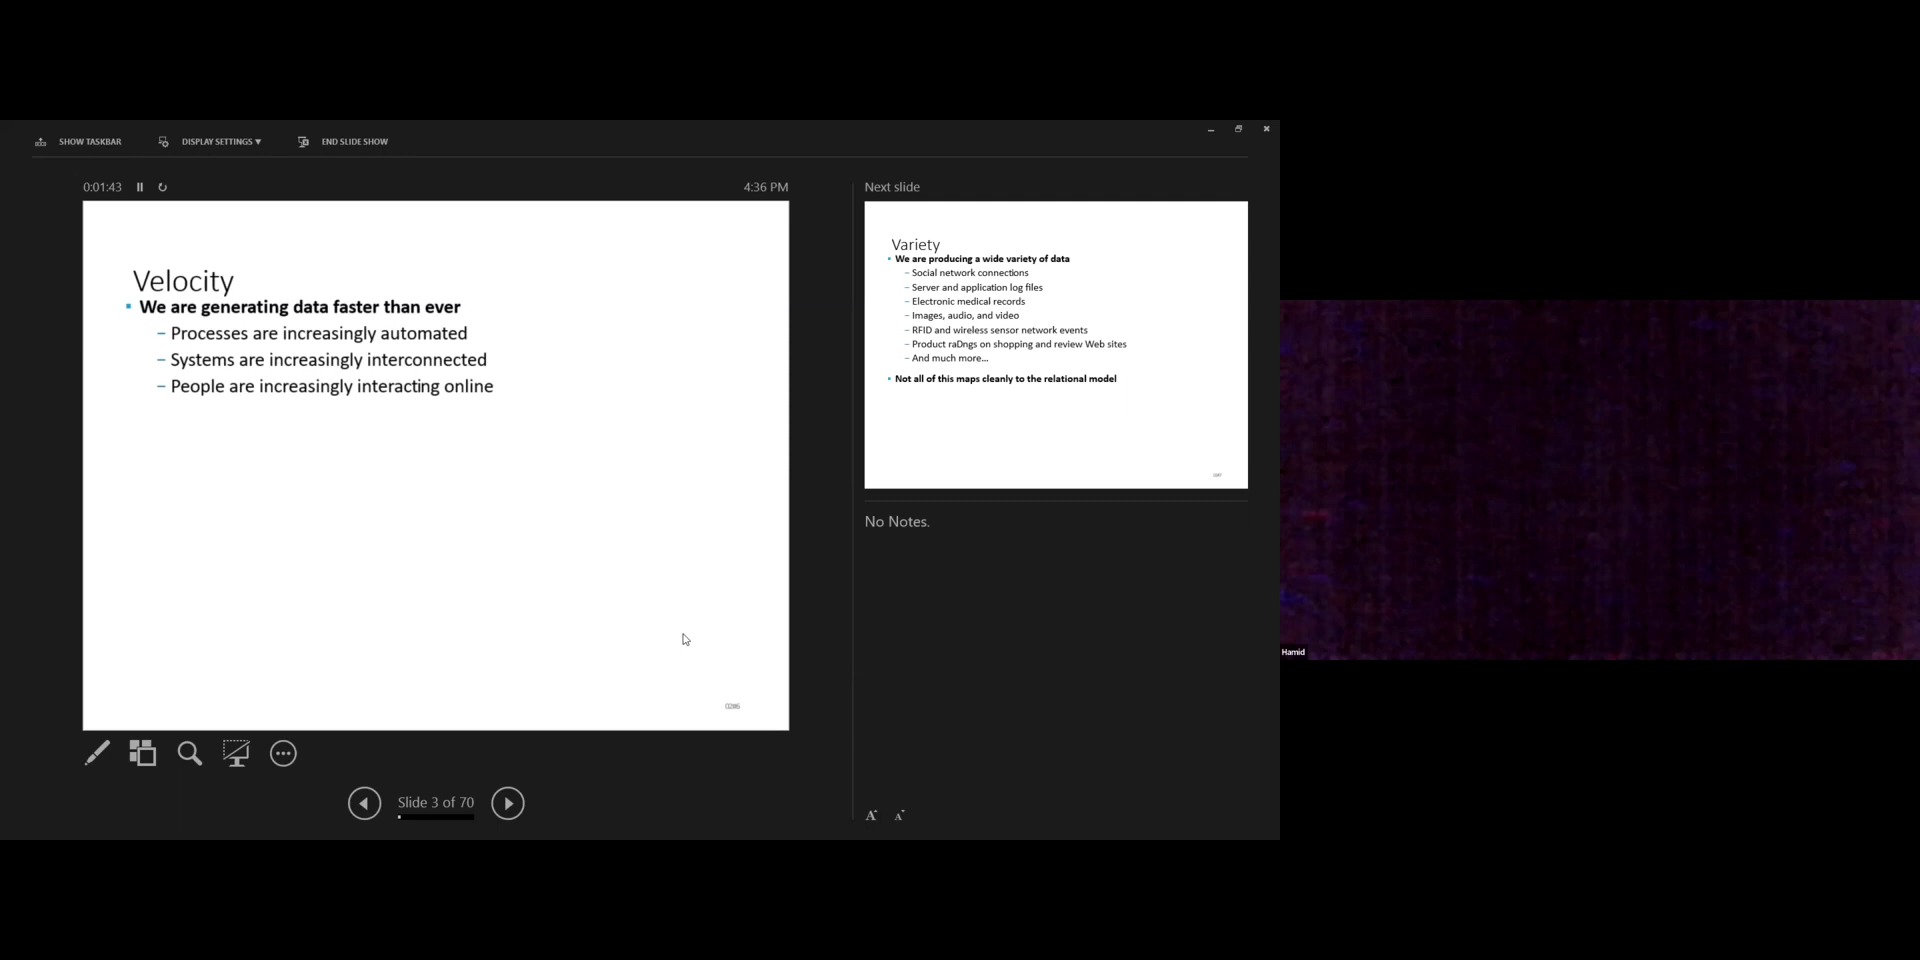 SHOW TASKBAR
DISPLAY SETTINGS ▼
END SLIDE SHOW
0:01:43
4:36 PM
Velocity
▪ We are generating data faster than ever
– Processes are increasingly automated
– Systems are increasingly interconnected
– People are increasingly interacting online
Slide 3 of 70
Next slide
Variety
• We are producing a wide variety of data
– Social network connections
– Server and application log files
– Electronic medical records
– Images, audio, and video
– RFID and wireless sensor network events
– Product raDngs on shopping and review Web sites
– And much more...
• Not all of this maps cleanly to the relational model
No Notes.
A A
Hamid